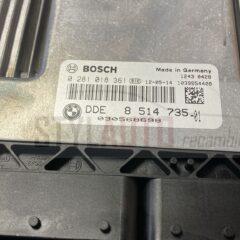 BOSCH
Made in Germany
0 281 018 361 12-05-14 1039S54406
1243 8420
DDE 8 514 735-01
030568698